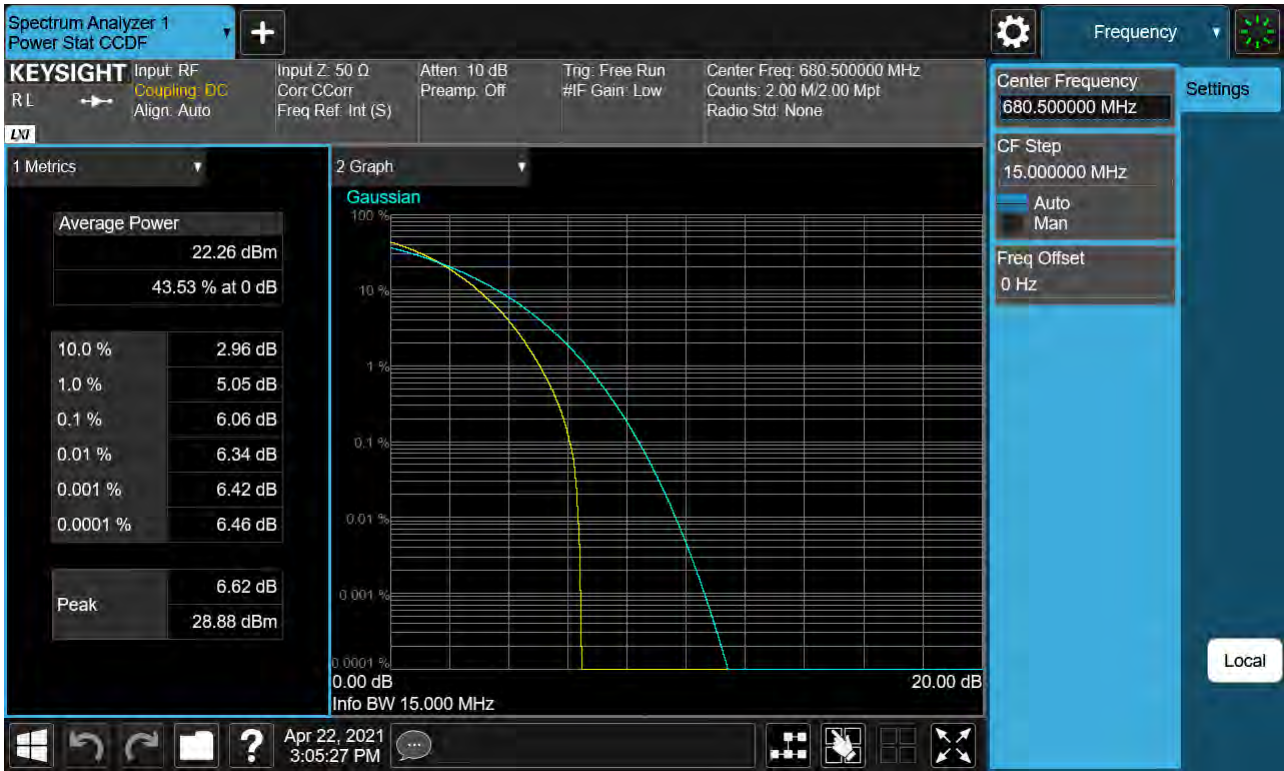 Spectrum Analyzer 1
Power Stat CCDF
Frequency
KEYSIGHT
R L
LXI
Input: RF
Coupling: DC
Align: Auto
Input Z: 50 Ω
Corr CCorr
Freq Ref: Int (S)
Atten: 10 dB
Preamp: Off
Trig: Free Run
#IF Gain: Low
Center Freq: 680.500000 MHz
Counts: 2.00 M/2.00 Mpt
Radio Std: None
Center Frequency
680.500000 MHz
Settings
CF Step
15.000000 MHz
Auto
Man
Freq Offset
0 Hz
1 Metrics
Average Power
22.26 dBm
43.53 % at 0 dB
10.0 % 2.96 dB
1.0 % 5.05 dB
0.1 % 6.06 dB
0.01 % 6.34 dB
0.001 % 6.42 dB
0.0001 % 6.46 dB
Peak 6.62 dB
28.88 dBm
2 Graph
Gaussian
100 %
10 %
1 %
0.1 %
0.01 %
0.001 %
0.0001 %
0.00 dB 20.00 dB
Info BW 15.000 MHz
Local
Apr 22, 2021
3:05:27 PM